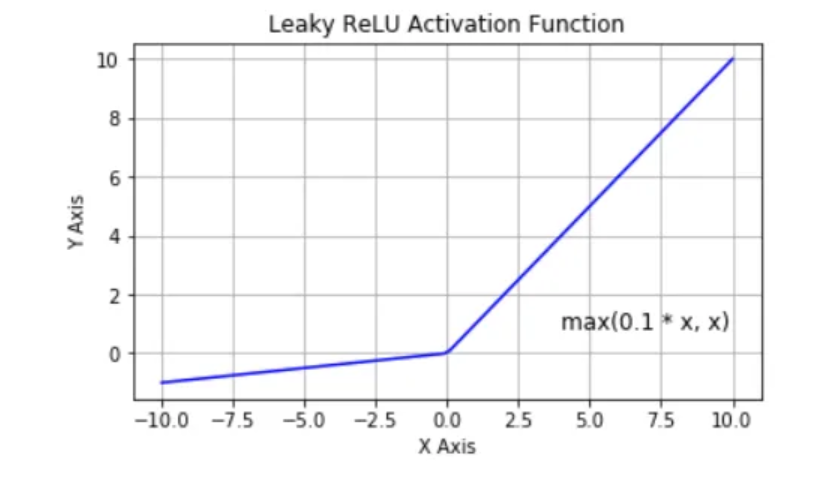 Leaky ReLU Activation Function
10
8
6
4
2
0
Y Axis
max(0.1 * x, x)
−10.0 −7.5 −5.0 −2.5 0.0 2.5 5.0 7.5 10.0
X Axis